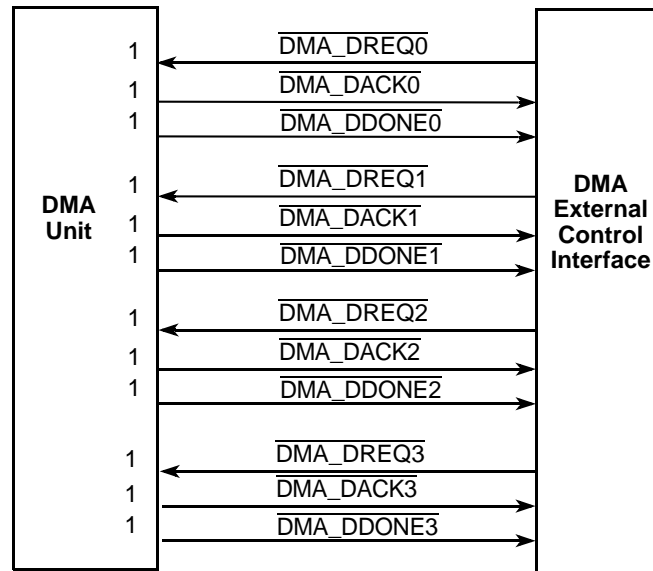 DMA
Unit
1 DMA_DREQ0
1 DMA_DACK0
1 DMA_DDONE0
1 DMA_DREQ1
1 DMA_DACK1
1 DMA_DDONE1
1 DMA_DREQ2
1 DMA_DACK2
1 DMA_DDONE2
1 DMA_DREQ3
1 DMA_DACK3
1 DMA_DDONE3
DMA
External
Control
Interface